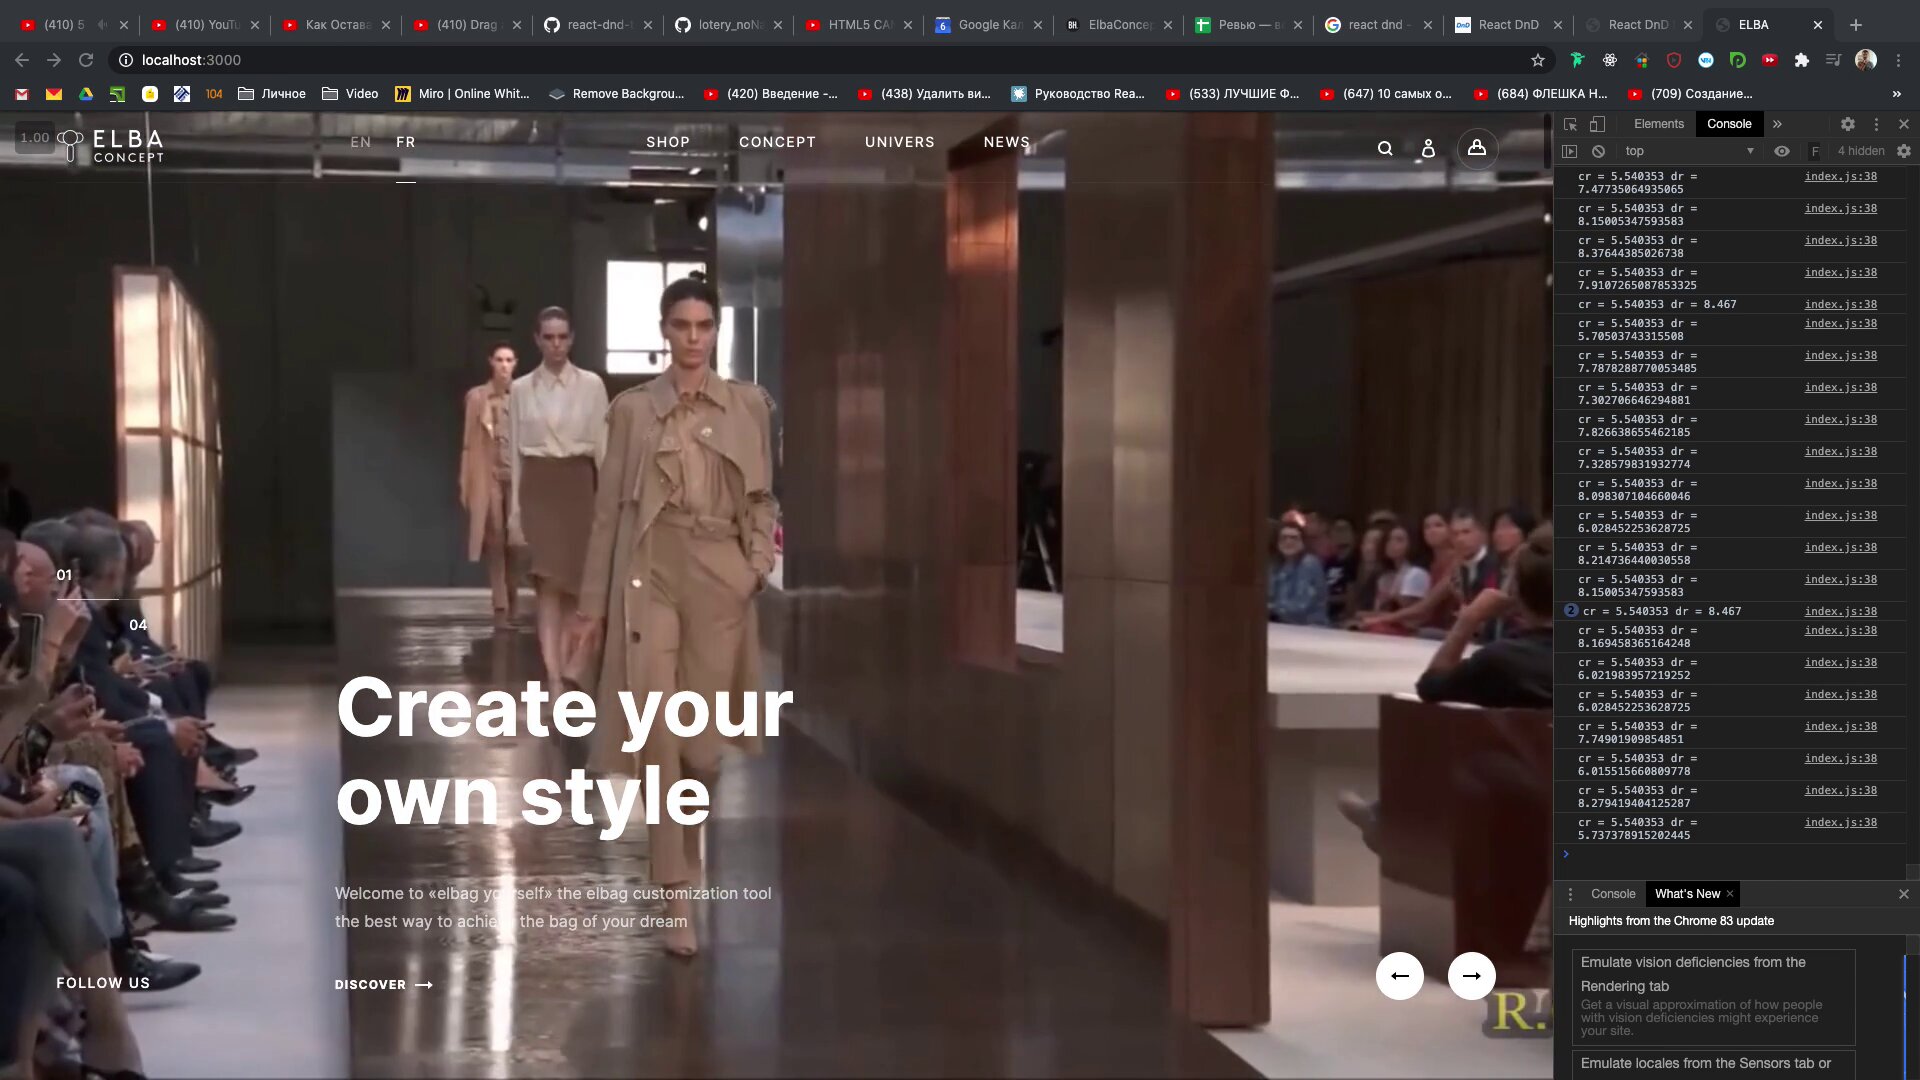 (410) 5
(410) YouTu
Как Остава
(410) Drag
react-dnd-
lotery_noNa
HTML5 CAN
Google Кал
ElbaConcep
Ревью — в
react dnd -
React DnD
React DnD
ELBA
localhost:3000
104
Личное
Video
Miro | Online Whit...
Remove Backgrou...
(420) Введение -...
(438) Удалить ви...
Руководство Rea...
(533) ЛУЧШИЕ Ф...
(647) 10 самых о...
(684) ФЛЕШКА Н...
(709) Создание...
»
1.00
ELBA
CONCEPT
EN
FR
SHOP
CONCEPT
UNIVERS
NEWS
01
04
Create your
own style
Welcome to «elbag yourself» the elbag customization tool
the best way to achieve the bag of your dream
FOLLOW US
DISCOVER
R!
Elements
Console
»
top
F
4 hidden
cr = 5.540353 dr = index.js:38
7.47735064935065
cr = 5.540353 dr = index.js:38
8.15005347593583
cr = 5.540353 dr = index.js:38
8.37644385026738
cr = 5.540353 dr = index.js:38
7.9107265087853325
cr = 5.540353 dr = 8.467 index.js:38
cr = 5.540353 dr = index.js:38
5.70503743315508
cr = 5.540353 dr = index.js:38
7.7878288770053485
cr = 5.540353 dr = index.js:38
7.302706646294881
cr = 5.540353 dr = index.js:38
7.826638655462185
cr = 5.540353 dr = index.js:38
7.328579831932774
cr = 5.540353 dr = index.js:38
8.098307104660046
cr = 5.540353 dr = index.js:38
6.028452253628725
cr = 5.540353 dr = index.js:38
8.214736440030558
cr = 5.540353 dr = index.js:38
8.15005347593583
2 cr = 5.540353 dr = 8.467 index.js:38
cr = 5.540353 dr = index.js:38
8.169458365164248
cr = 5.540353 dr = index.js:38
6.021983957219252
cr = 5.540353 dr = index.js:38
6.028452253628725
cr = 5.540353 dr = index.js:38
7.74901909854851
cr = 5.540353 dr = index.js:38
6.015515660809778
cr = 5.540353 dr = index.js:38
8.279419404125287
cr = 5.540353 dr = index.js:38
5.737378915202445
Console
What's New
Highlights from the Chrome 83 update
Emulate vision deficiencies from the
Rendering tab
Get a visual approximation of how people
with vision deficiencies might experience
your site.
Emulate locales from the Sensors tab or